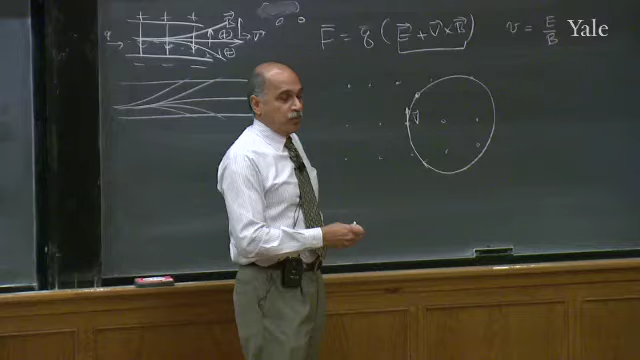 + + +
q
B
v
- - -
F = q ( E + v × B )
v = E/B
Yale
v